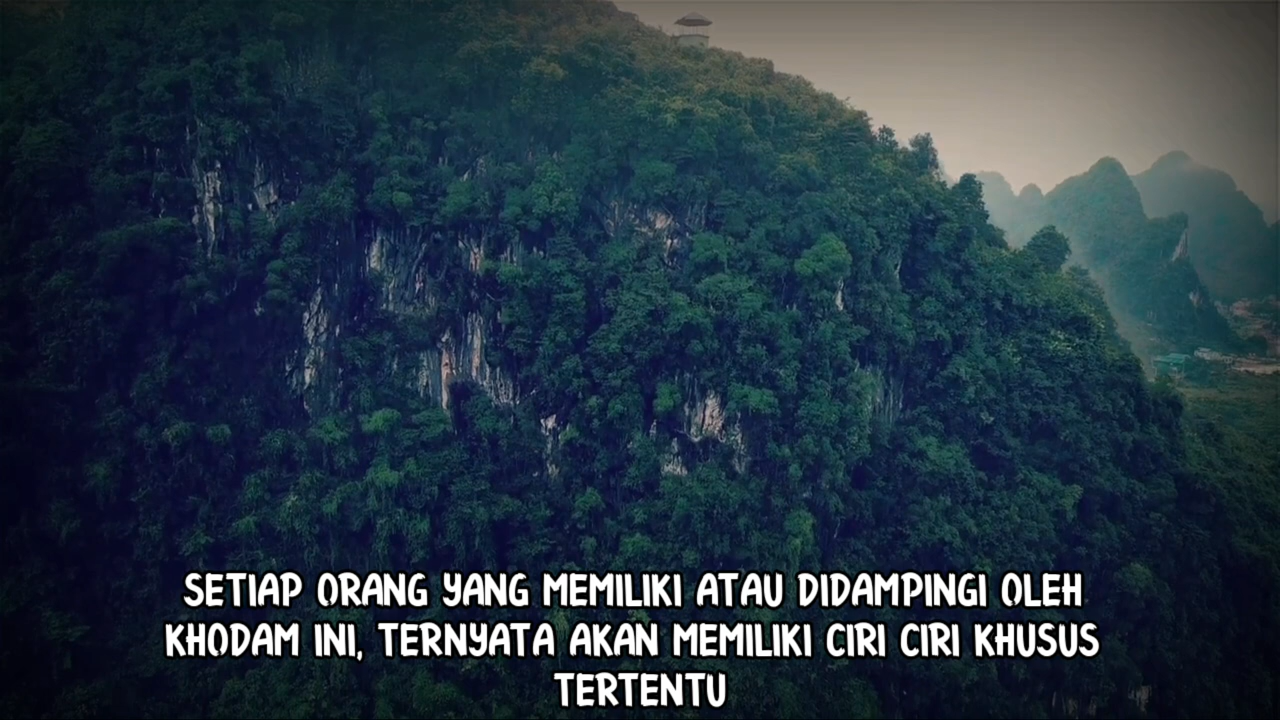 SETIAP ORANG YANG MEMILIKI ATAU DIDAMPINGI OLEH
KHODAM INI, TERNYATA AKAN MEMILIKI CIRI CIRI KHUSUS
TERTENTU